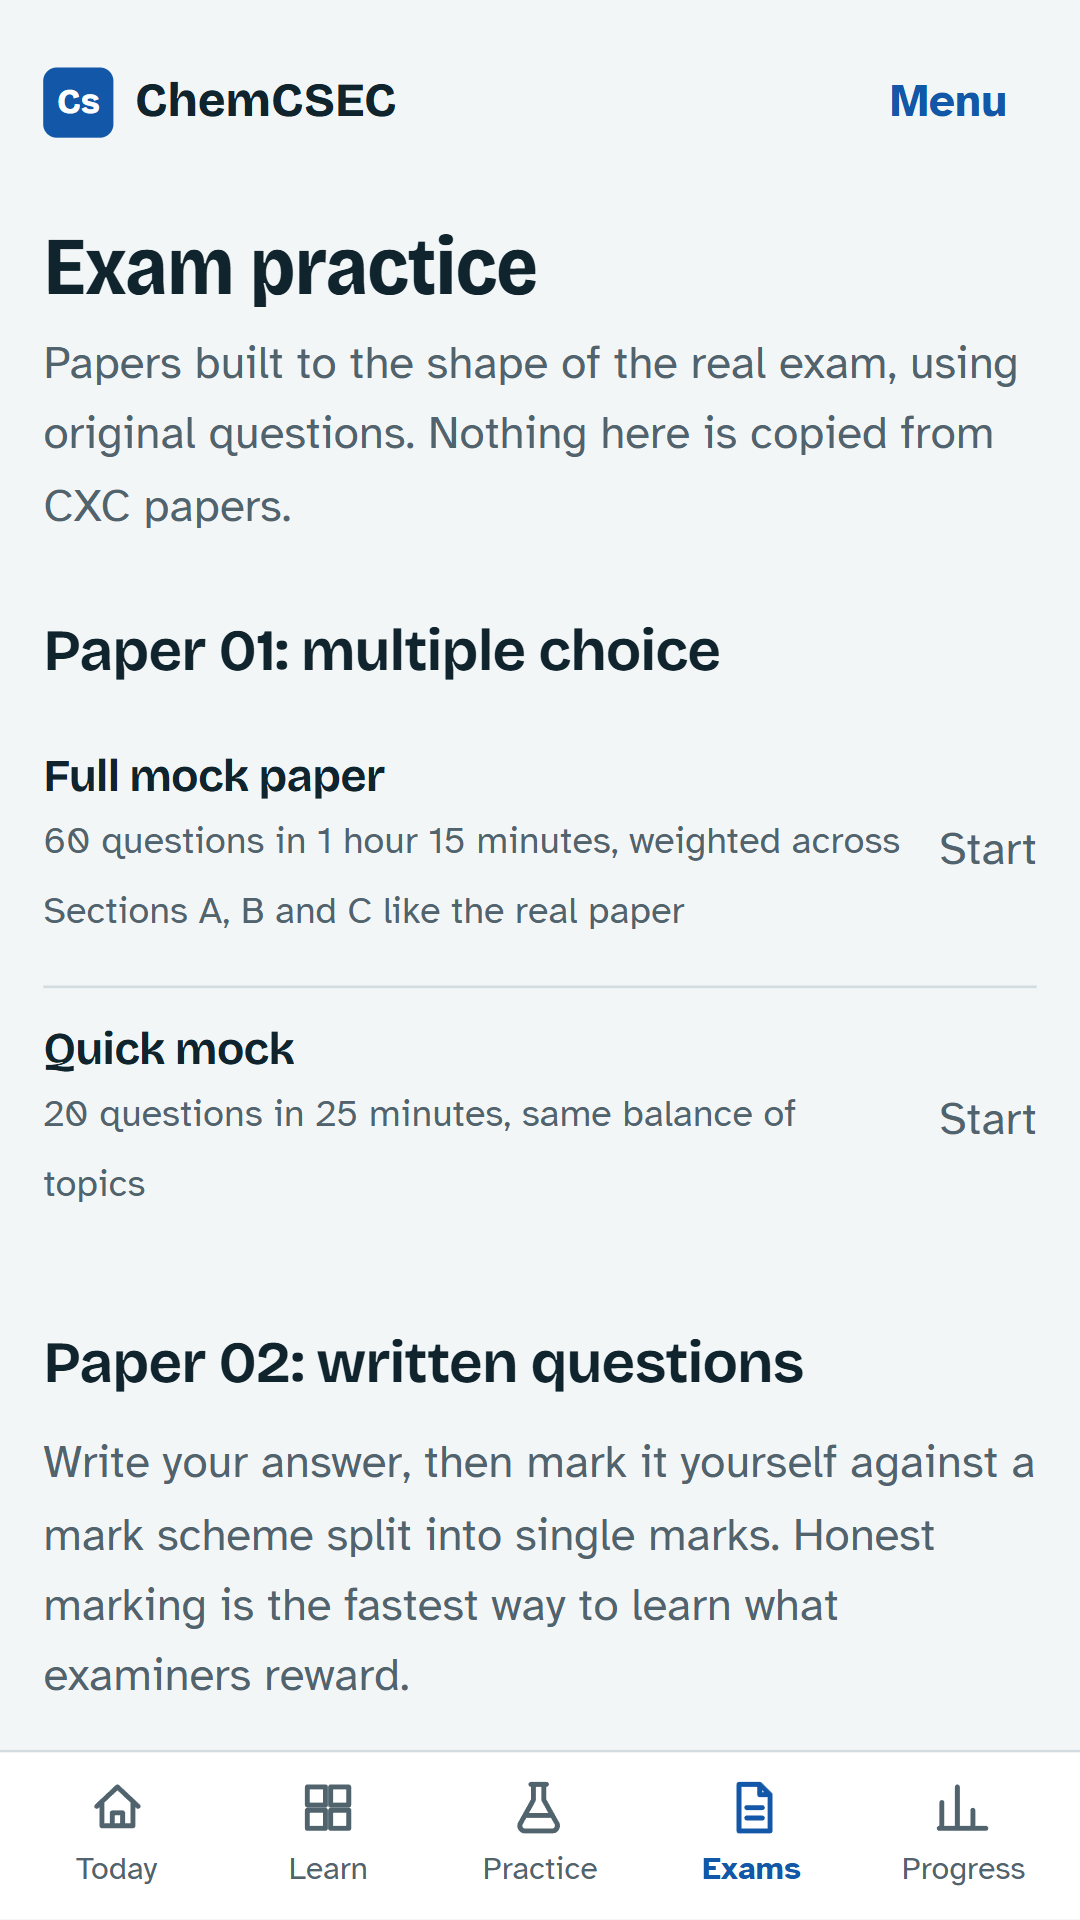 Cs ChemCSEC Menu
Exam practice
Papers built to the shape of the real exam, using
original questions. Nothing here is copied from
CXC papers.
Paper 01: multiple choice
Full mock paper
60 questions in 1 hour 15 minutes, weighted across
Sections A, B and C like the real paper
Start
Quick mock
20 questions in 25 minutes, same balance of
topics
Start
Paper 02: written questions
Write your answer, then mark it yourself against a
mark scheme split into single marks. Honest
marking is the fastest way to learn what
examiners reward.
Today Learn Practice Exams Progress